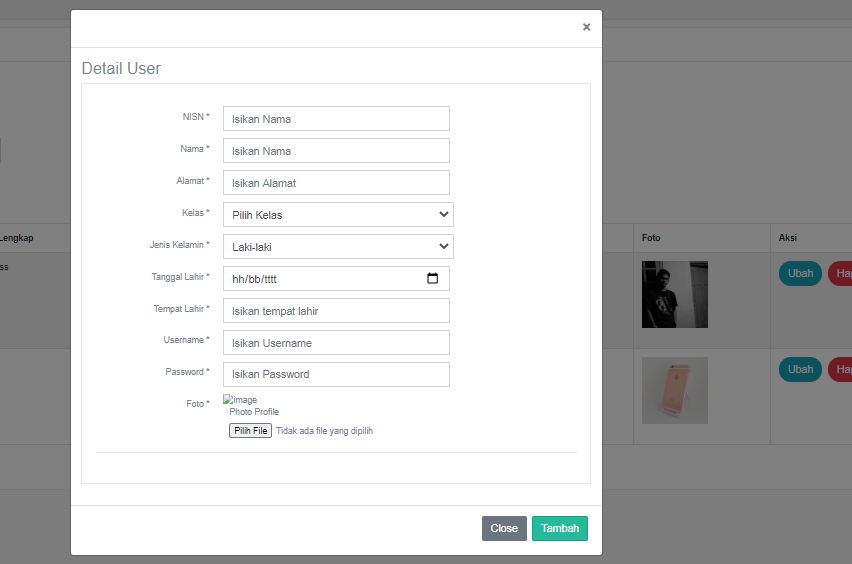 ×
Detail User
NISN * Isikan Nama
Nama * Isikan Nama
Alamat * Isikan Alamat
Kelas * Pilih Kelas
Jenis Kelamin * Laki-laki
Tanggal Lahir * hh/bb/tttt
Tempat Lahir * Isikan tempat lahir
Username * Isikan Username
Password * Isikan Password
Foto * image
Photo Profile
Pilih File Tidak ada file yang dipilih
Close Tambah
Lengkap Foto Aksi
ss Ubah Hap
Ubah Hap